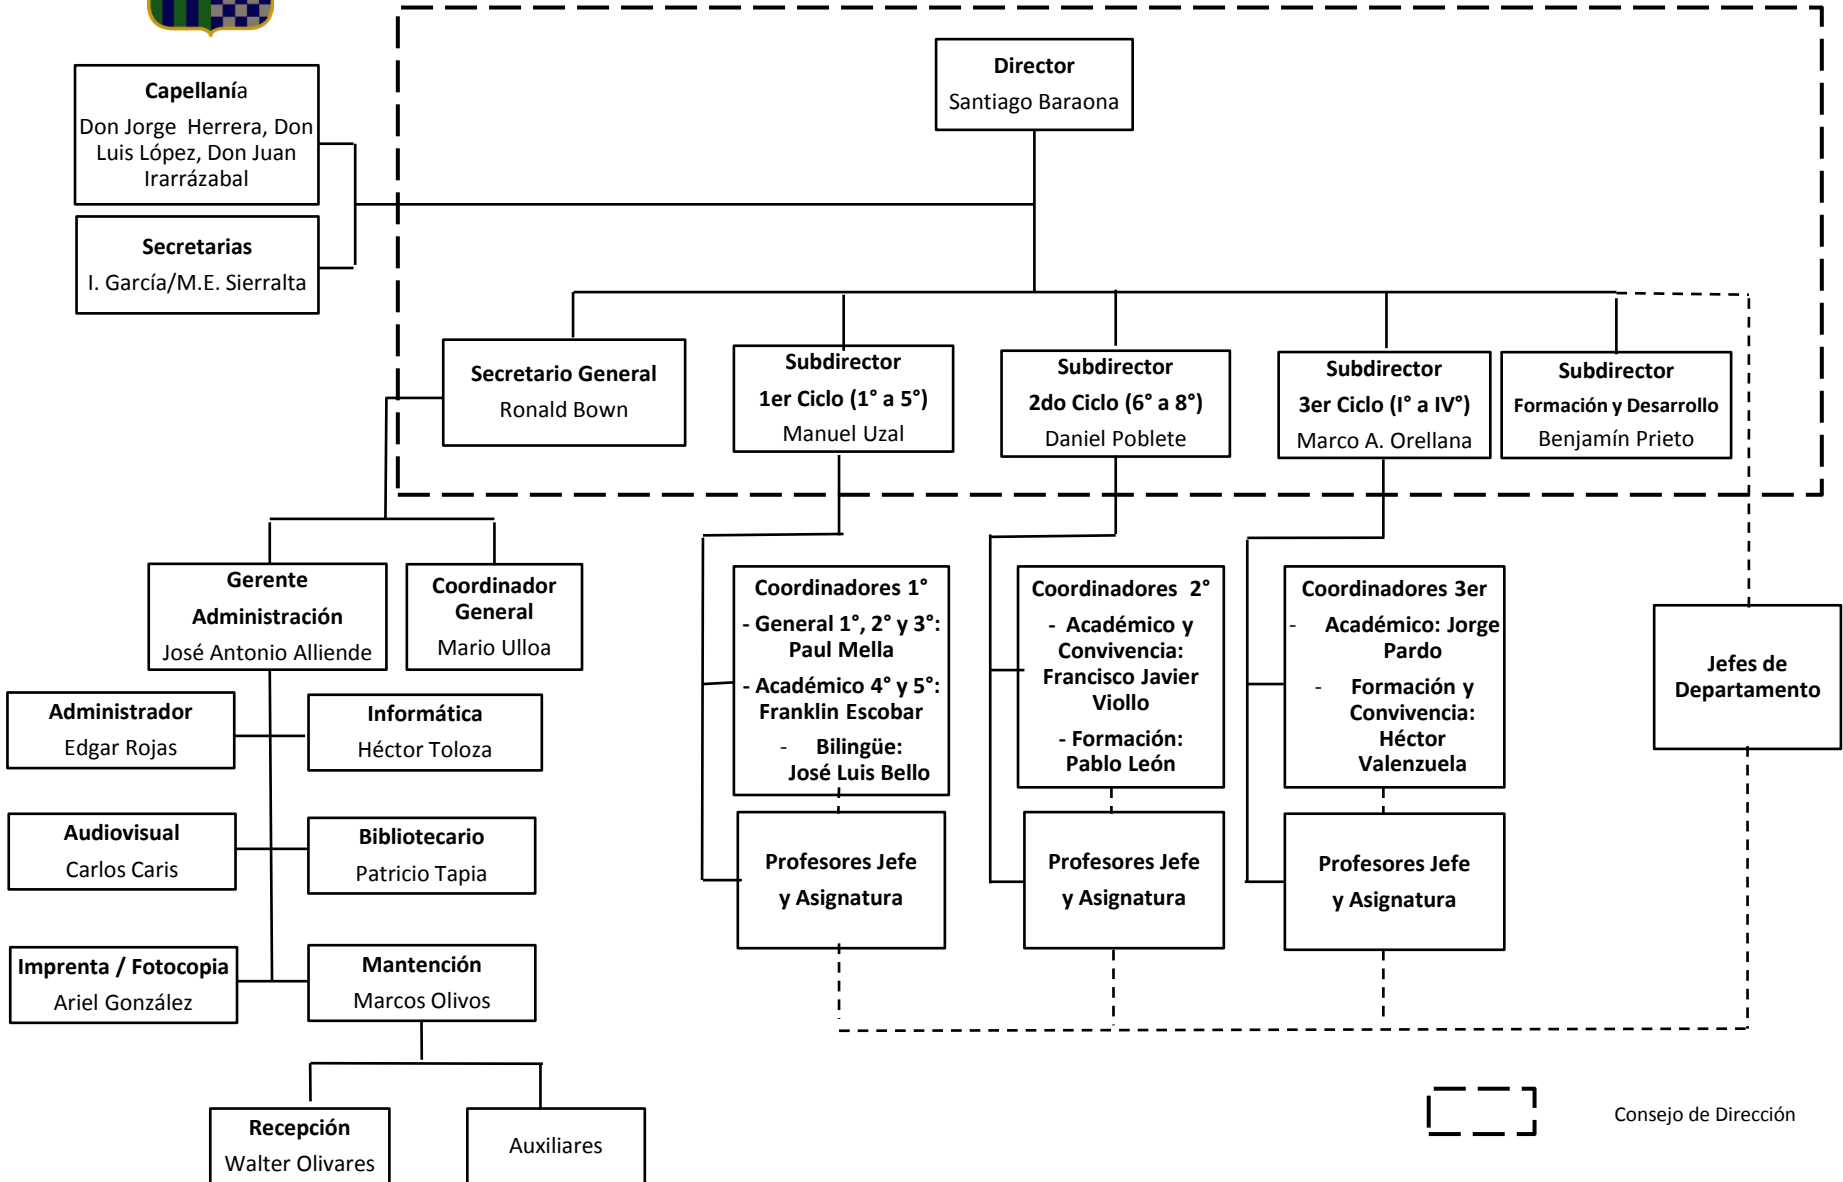 Director
Santiago Baraona
Capellanía
Don Jorge Herrera, Don
Luis López, Don Juan
Irarrázabal
Secretarias
I. García/M.E. Sierralta
Secretario General
Ronald Bown
Subdirector
1er Ciclo (1° a 5°)
Manuel Uzal
Subdirector
2do Ciclo (6° a 8°)
Daniel Poblete
Subdirector
3er Ciclo (I° a IV°)
Marco A. Orellana
Subdirector
Formación y Desarrollo
Benjamín Prieto
Gerente
Administración
José Antonio Alliende
Coordinador
General
Mario Ulloa
Coordinadores 1°
- General 1°, 2° y 3°:
Paul Mella
- Académico 4° y 5°:
Franklin Escobar
- Bilingüe:
José Luis Bello
Coordinadores 2°
- Académico y
Convivencia:
Francisco Javier
Viollo
- Formación:
Pablo León
Coordinadores 3er
- Académico: Jorge
Pardo
- Formación y
Convivencia:
Héctor
Valenzuela
Jefes de
Departamento
Administrador
Edgar Rojas
Informática
Héctor Toloza
Audiovisual
Carlos Caris
Bibliotecario
Patricio Tapia
Profesores Jefe
y Asignatura
Profesores Jefe
y Asignatura
Profesores Jefe
y Asignatura
Imprenta / Fotocopia
Ariel González
Mantención
Marcos Olivos
Recepción
Walter Olivares
Auxiliares
Consejo de Dirección